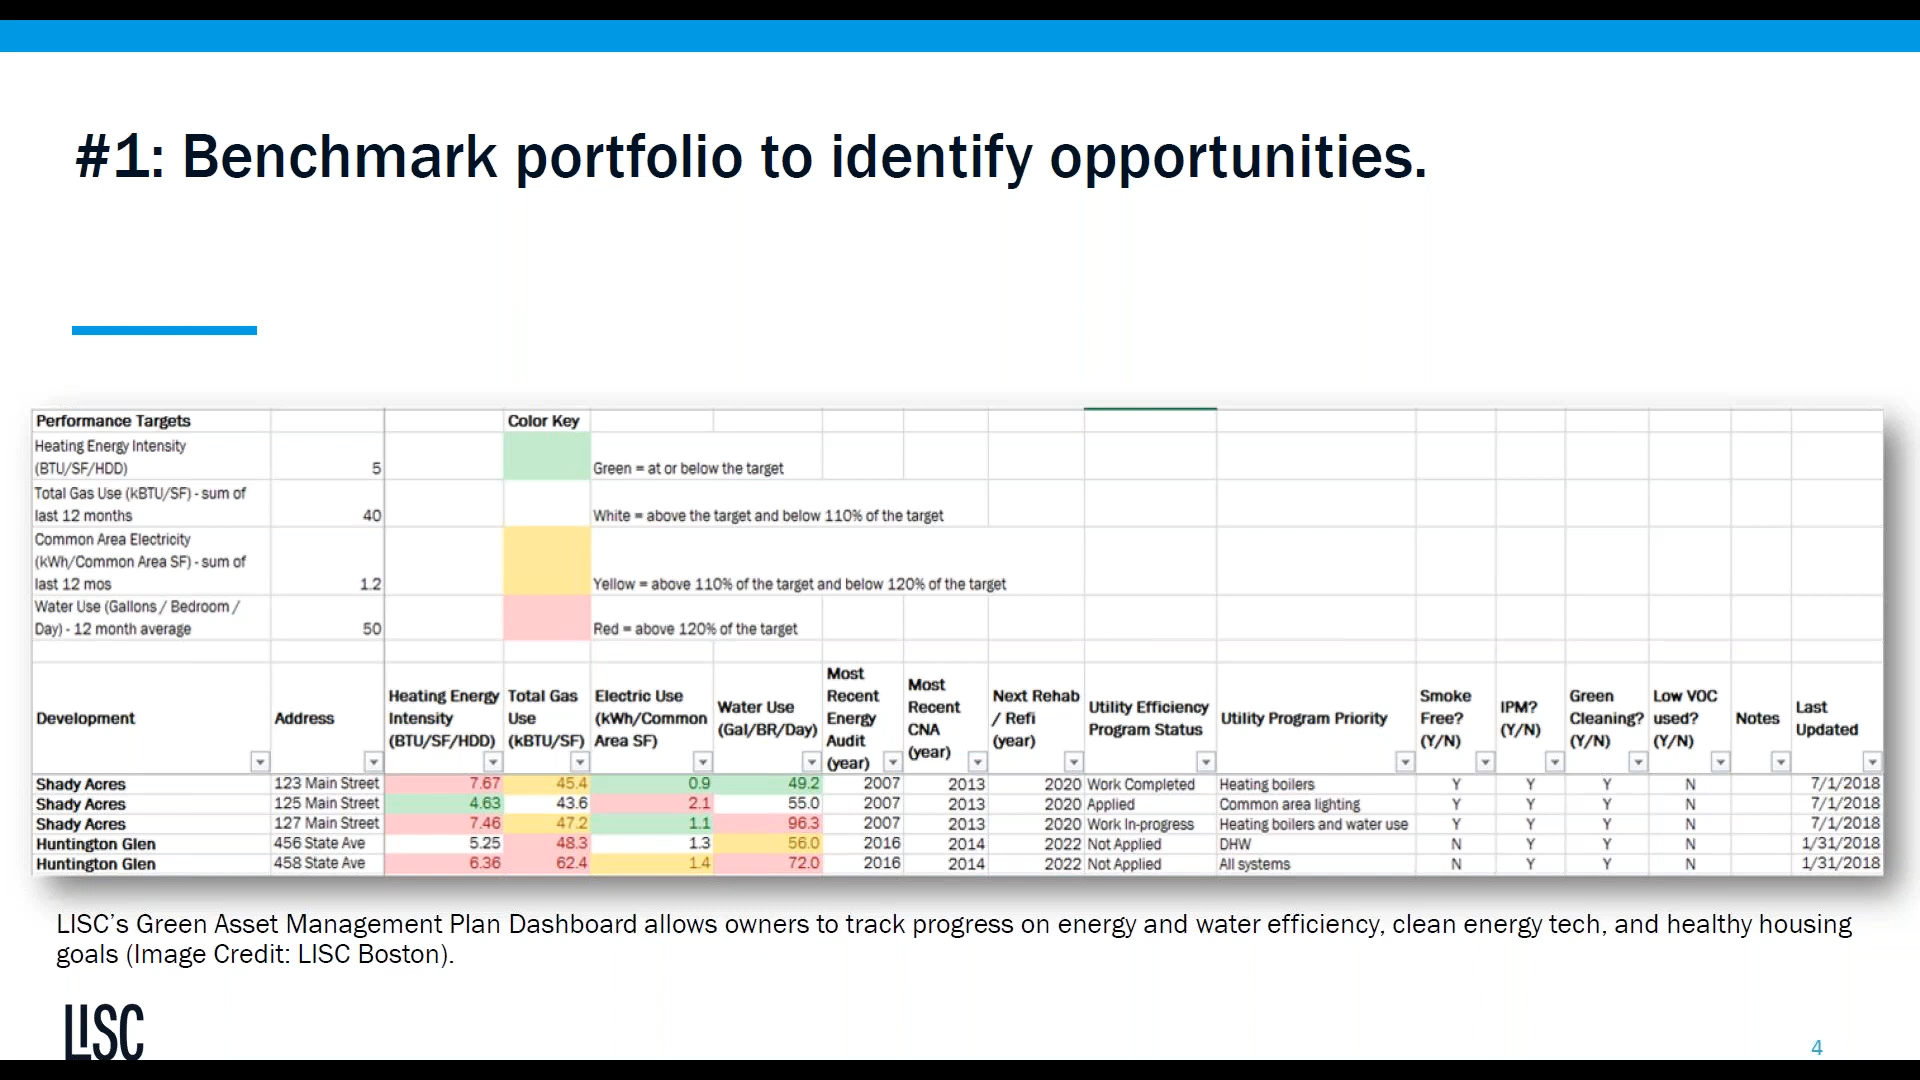 #1: Benchmark portfolio to identify opportunities.
Performance Targets Color Key
Heating Energy Intensity
(BTU/SF/HDD) 5 Green = at or below the target
Total Gas Use (kBTU/SF) - sum of
last 12 months 40 White = above the target and below 110% of the target
Common Area Electricity
(kWh/Common Area SF) - sum of
last 12 mos 1.2 Yellow = above 110% of the target and below 120% of the target
Water Use (Gallons / Bedroom /
Day) - 12 month average 50 Red = above 120% of the target
Development
Address
Heating Energy
Intensity
(BTU/SF/HDD)
Total Gas
Use
(kBTU/SF)
Electric Use
(kWh/Common
Area SF)
Water Use
(Gal/BR/Day)
Most
Recent
Energy
Audit
(year)
Most
Recent
CNA
(year)
Next Rehab
/ Refi
(year)
Utility Efficiency
Program Status
Utility Program Priority
Smoke
Free?
(Y/N)
IPM?
(Y/N)
Green
Cleaning?
(Y/N)
Low VOC
used?
(Y/N)
Notes
Last
Updated
Shady Acres 123 Main Street 7.67 45.4 0.9 49.2 2007 2013 2020 Work Completed Heating boilers Y Y Y N 7/1/2018
Shady Acres 125 Main Street 4.63 43.6 2.1 55.0 2007 2013 2020 Applied Common area lighting Y Y Y N 7/1/2018
Shady Acres 127 Main Street 7.46 47.2 1.1 96.3 2007 2013 2020 Work In-progress Heating boilers and water use Y Y Y N 7/1/2018
Huntington Glen 456 State Ave 5.25 48.3 1.3 56.0 2016 2014 2022 Not Applied DHW N Y Y N 1/31/2018
Huntington Glen 458 State Ave 6.36 62.4 1.4 72.0 2016 2014 2022 Not Applied All systems N Y Y N 1/31/2018
LISC's Green Asset Management Plan Dashboard allows owners to track progress on energy and water efficiency, clean energy tech, and healthy housing
goals (Image Credit: LISC Boston).
LISC
4